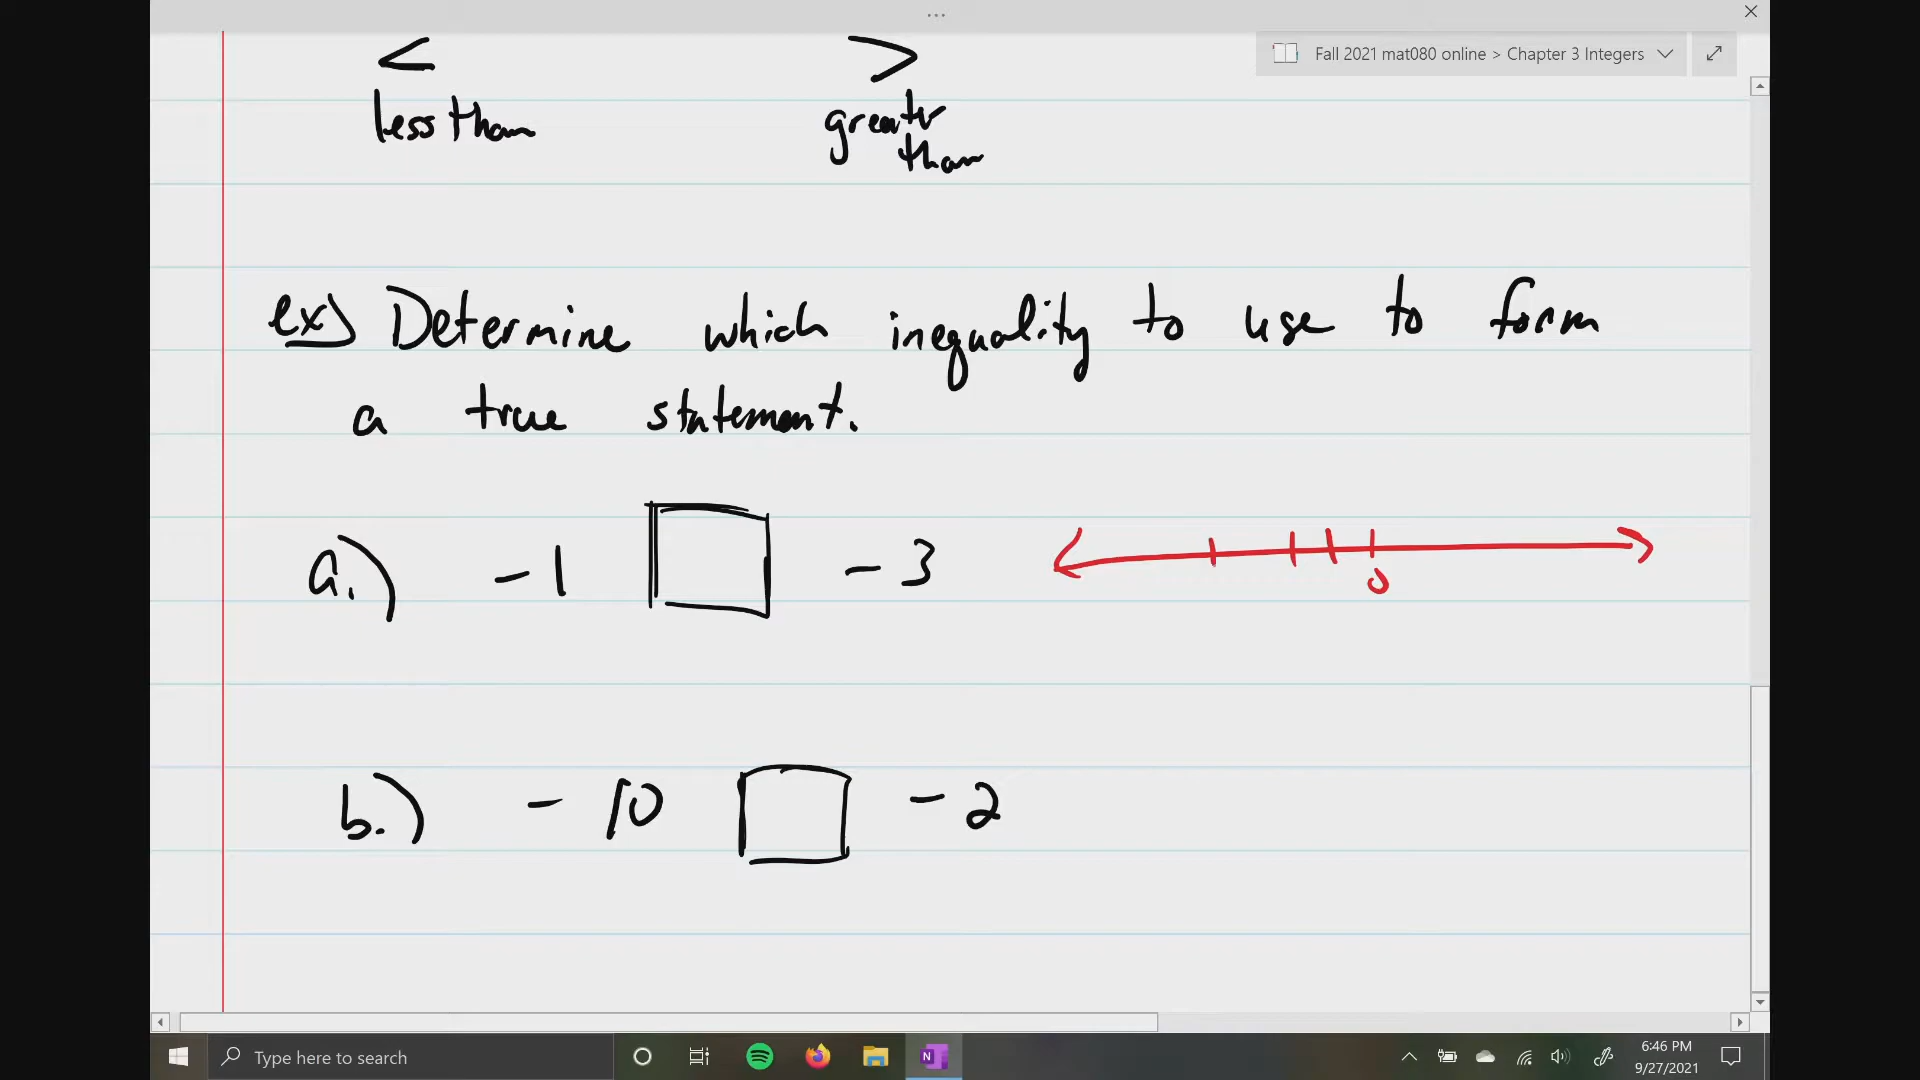 Fall 2021 mat080 online > Chapter 3 Integers
< >
less than greater than
ex) Determine which inequality to use to form
a true statement.
a.) -1 □ -3
0
b.) -10 □ -2
Type here to search
6:46 PM
9/27/2021